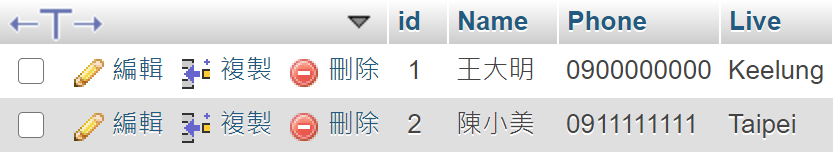 id Name Phone Live
編輯 複製 刪除 1 王大明 0900000000 Keelung
編輯 複製 刪除 2 陳小美 0911111111 Taipei